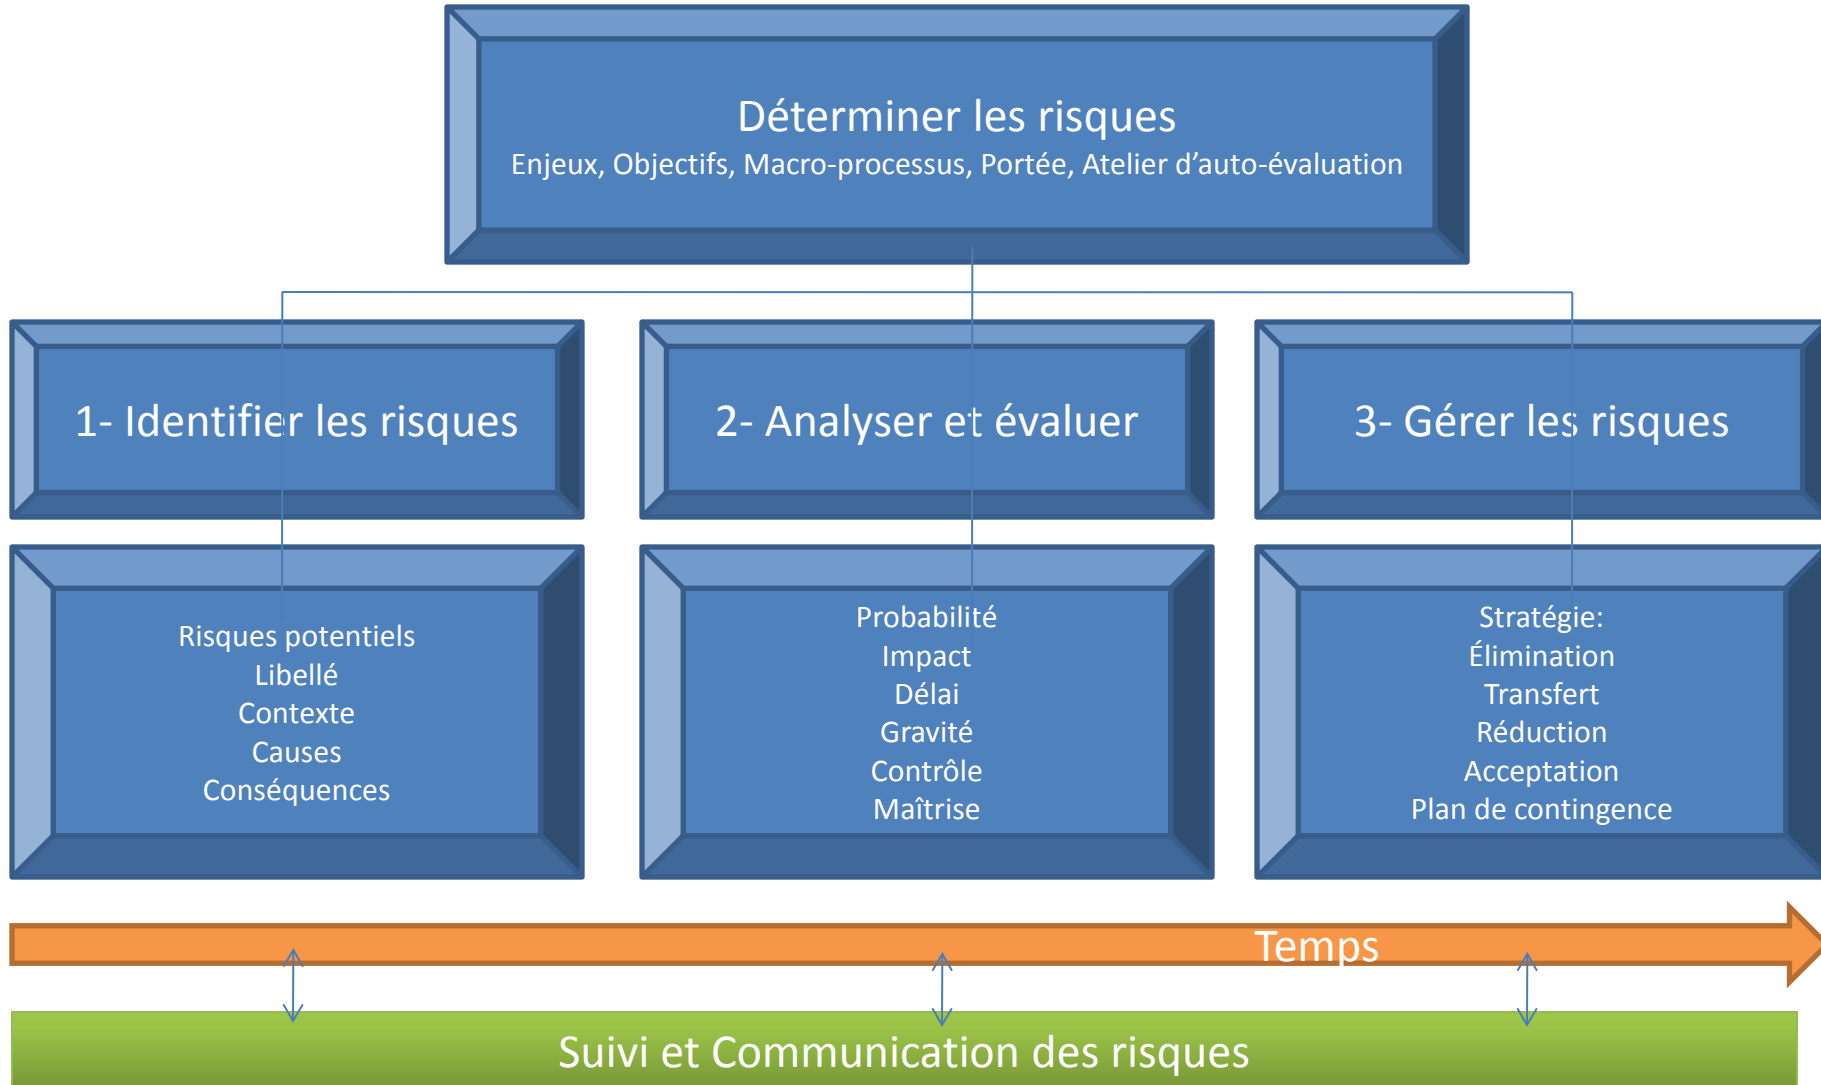 Déterminer les risques
Enjeux, Objectifs, Macro-processus, Portée, Atelier d’auto-évaluation
1- Identifier les risques
2- Analyser et évaluer
3- Gérer les risques
Risques potentiels
Libellé
Contexte
Causes
Conséquences
Probabilité
Impact
Délai
Gravité
Contrôle
Maîtrise
Stratégie:
Élimination
Transfert
Réduction
Acceptation
Plan de contingence
Temps
Suivi et Communication des risques